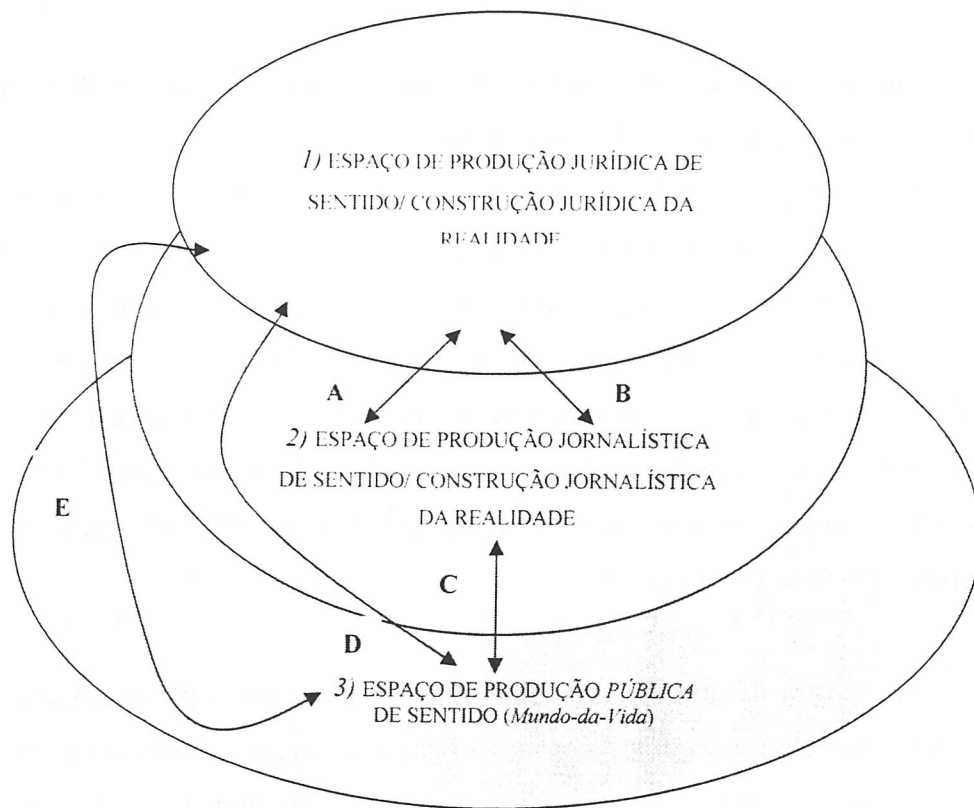 1) ESPAÇO DE PRODUÇÃO JURÍDICA DE
SENTIDO/ CONSTRUÇÃO JURÍDICA DA
REALIDADE
A
B
2) ESPAÇO DE PRODUÇÃO JORNALÍSTICA
DE SENTIDO/ CONSTRUÇÃO JORNALÍSTICA
DA REALIDADE
E
C
D
3) ESPAÇO DE PRODUÇÃO PÚBLICA
DE SENTIDO (Mundo-da-Vida)